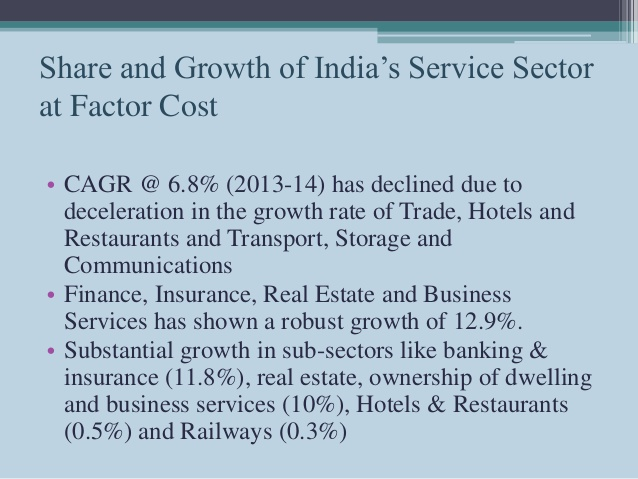 Share and Growth of India’s Service Sector
at Factor Cost
• CAGR @ 6.8% (2013-14) has declined due to
deceleration in the growth rate of Trade, Hotels and
Restaurants and Transport, Storage and
Communications
• Finance, Insurance, Real Estate and Business
Services has shown a robust growth of 12.9%.
• Substantial growth in sub-sectors like banking &
insurance (11.8%), real estate, ownership of dwelling
and business services (10%), Hotels & Restaurants
(0.5%) and Railways (0.3%)